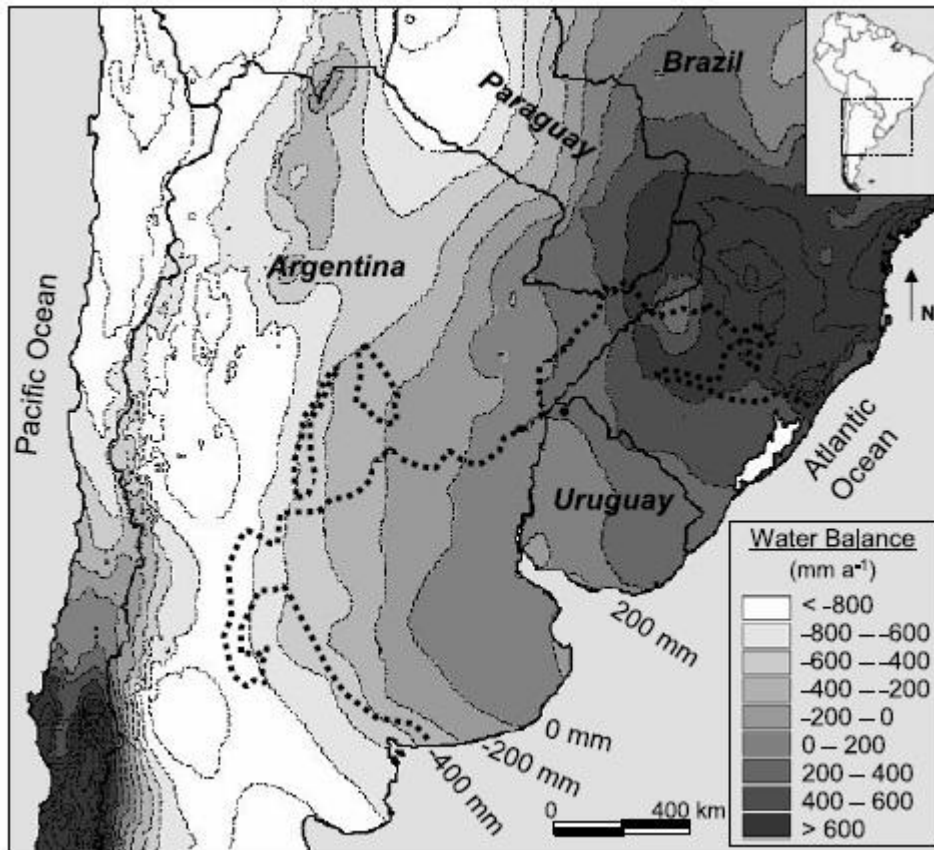 Brazil
Paraguay
Argentina
Pacific Ocean
N
Atlantic
Ocean
Uruguay
200 mm
0 mm
-200 mm
-400 mm
0 400 km
Water Balance
(mm a⁻¹)
< -800
-800 – -600
-600 – -400
-400 – -200
-200 – 0
0 – 200
200 – 400
400 – 600
> 600